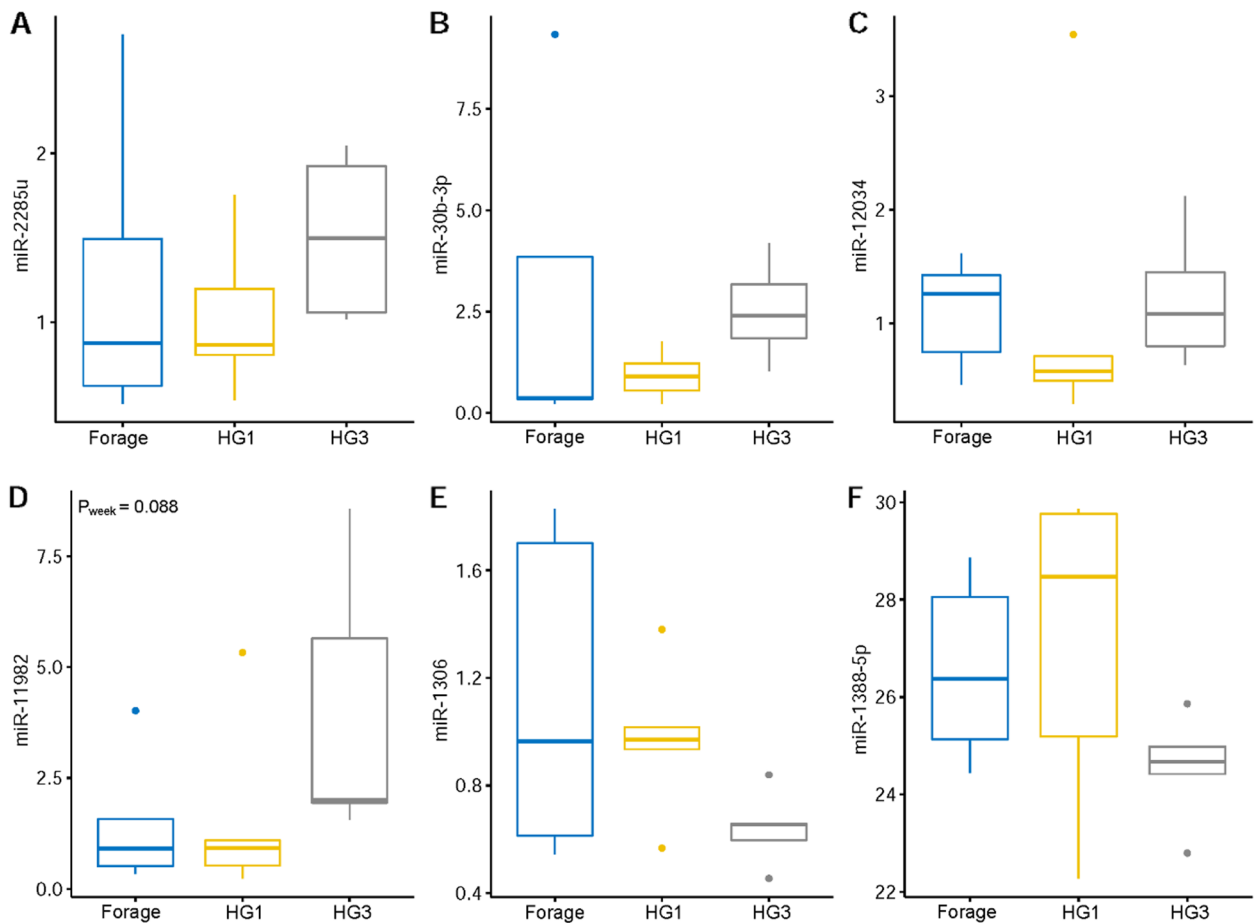 A
miR-2285u
2
1
Forage HG1 HG3
B
miR-30b-3p
7.5
5.0
2.5
0.0
Forage HG1 HG3
C
miR-12034
3
2
1
Forage HG1 HG3
D
Pweek = 0.088
miR-11982
7.5
5.0
2.5
0.0
Forage HG1 HG3
E
miR-1306
1.6
1.2
0.8
0.4
Forage HG1 HG3
F
miR-1388-5p
30
28
26
24
22
Forage HG1 HG3